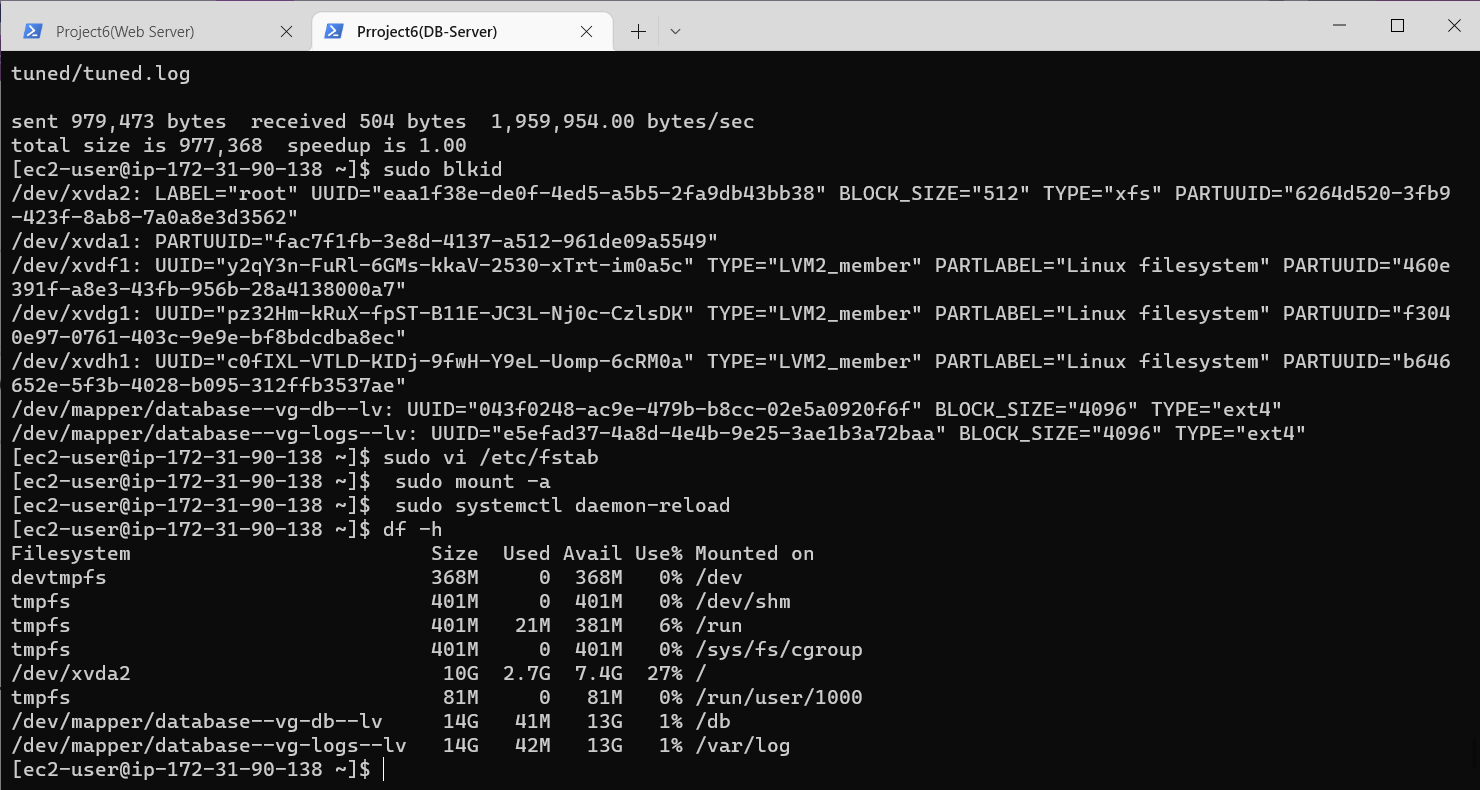 Project6(Web Server)
Prroject6(DB-Server)
tuned/tuned.log
sent 979,473 bytes  received 504 bytes  1,959,954.00 bytes/sec
total size is 977,368  speedup is 1.00
[ec2-user@ip-172-31-90-138 ~]$ sudo blkid
/dev/xvda2: LABEL="root" UUID="eaa1f38e-de0f-4ed5-a5b5-2fa9db43bb38" BLOCK_SIZE="512" TYPE="xfs" PARTUUID="6264d520-3fb9
-423f-8ab8-7a0a8e3d3562"
/dev/xvda1: PARTUUID="fac7f1fb-3e8d-4137-a512-961de09a5549"
/dev/xvdf1: UUID="y2qY3n-FuRl-6GMs-kkaV-2530-xTrt-im0a5c" TYPE="LVM2_member" PARTLABEL="Linux filesystem" PARTUUID="460e
391f-a8e3-43fb-956b-28a4138000a7"
/dev/xvdg1: UUID="pz32Hm-kRuX-fpST-B11E-JC3L-Nj0c-CzlsDK" TYPE="LVM2_member" PARTLABEL="Linux filesystem" PARTUUID="f304
0e97-0761-403c-9e9e-bf8bdcdba8ec"
/dev/xvdh1: UUID="c0fIXL-VTLD-KIDj-9fwH-Y9eL-Uomp-6cRM0a" TYPE="LVM2_member" PARTLABEL="Linux filesystem" PARTUUID="b646
652e-5f3b-4028-b095-312ffb3537ae"
/dev/mapper/database--vg-db--lv: UUID="043f0248-ac9e-479b-b8cc-02e5a0920f6f" BLOCK_SIZE="4096" TYPE="ext4"
/dev/mapper/database--vg-logs--lv: UUID="e5efad37-4a8d-4e4b-9e25-3ae1b3a72baa" BLOCK_SIZE="4096" TYPE="ext4"
[ec2-user@ip-172-31-90-138 ~]$ sudo vi /etc/fstab
[ec2-user@ip-172-31-90-138 ~]$  sudo mount -a
[ec2-user@ip-172-31-90-138 ~]$  sudo systemctl daemon-reload
[ec2-user@ip-172-31-90-138 ~]$ df -h
Filesystem                         Size  Used Avail Use% Mounted on
devtmpfs                           368M     0  368M   0% /dev
tmpfs                              401M     0  401M   0% /dev/shm
tmpfs                              401M   21M  381M   6% /run
tmpfs                              401M     0  401M   0% /sys/fs/cgroup
/dev/xvda2                          10G  2.7G  7.4G  27% /
tmpfs                               81M     0   81M   0% /run/user/1000
/dev/mapper/database--vg-db--lv     14G   41M   13G   1% /db
/dev/mapper/database--vg-logs--lv   14G   42M   13G   1% /var/log
[ec2-user@ip-172-31-90-138 ~]$